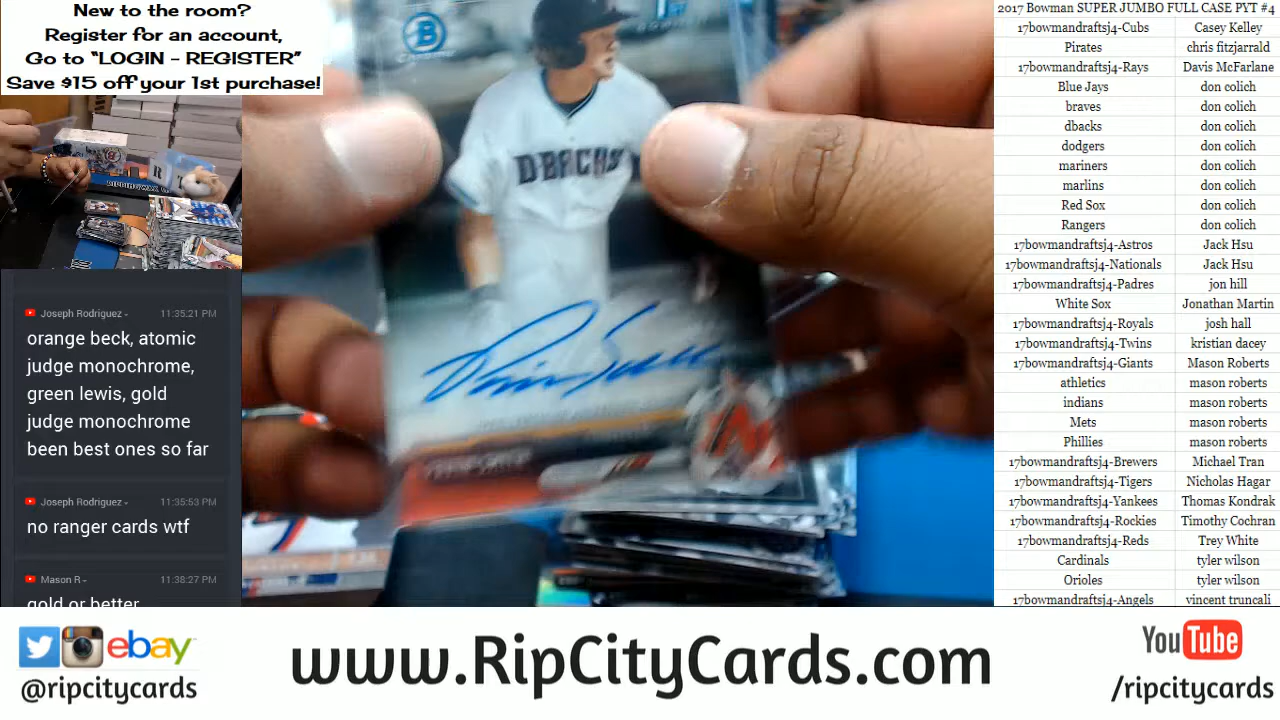 New to the room?
Register for an account,
Go to “LOGIN - REGISTER”
Save $15 off your 1st purchase!
Joseph Rodriguez 11:35:21 PM
orange beck, atomic
judge monochrome,
green lewis, gold
judge monochrome
been best ones so far
Joseph Rodriguez 11:35:53 PM
no ranger cards wtf
Mason R 11:38:27 PM
gold or better
B
1st
DBACKS
2017 Bowman SUPER JUMBO FULL CASE PYT #4
17bowmandraftsj4-Cubs Casey Kelley
Pirates chris fitzjarrald
17bowmandraftsj4-Rays Davis McFarlane
Blue Jays don colich
braves don colich
dbacks don colich
dodgers don colich
mariners don colich
marlins don colich
Red Sox don colich
Rangers don colich
17bowmandraftsj4-Astros Jack Hsu
17bowmandraftsj4-Nationals Jack Hsu
17bowmandraftsj4-Padres jon hill
White Sox Jonathan Martin
17bowmandraftsj4-Royals josh hall
17bowmandraftsj4-Twins kristian dacey
17bowmandraftsj4-Giants Mason Roberts
athletics mason roberts
indians mason roberts
Mets mason roberts
Phillies mason roberts
17bowmandraftsj4-Brewers Michael Tran
17bowmandraftsj4-Tigers Nicholas Hagar
17bowmandraftsj4-Yankees Thomas Kondrak
17bowmandraftsj4-Rockies Timothy Cochran
17bowmandraftsj4-Reds Trey White
Cardinals tyler wilson
Orioles tyler wilson
17bowmandraftsj4-Angels vincent truncali
ebay
@ripcitycards
www.RipCityCards.com
YouTube
/ripcitycards